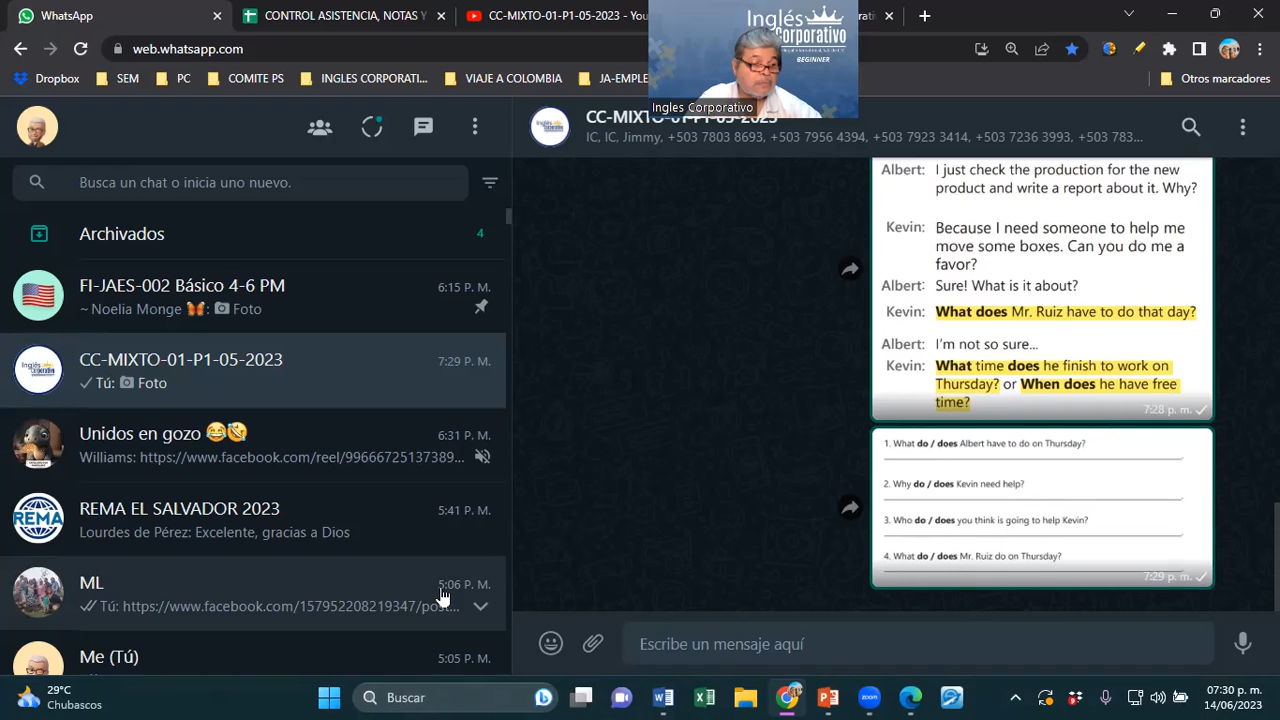 (1) WhatsApp
CONTROL ASISTENCIA, NOTAS Y
CC-MIXTO-01-P1-05-2023 - You
web.whatsapp.com
DOCS
SEM
PC
COMITE PS
INGLES CORPORATI...
VIAJE A COLOMBIA
JA-EMPLE
Otros marcadores
Inglés
Corporativo
BEGINNER
Ingles Corporativo
CC-MIXTO-01-P1-05-2023
IC, IC, Jimmy, +503 7803 8693, +503 7956 4394, +503 7923 3414, +503 7236 3993, +503 783...
Busca un chat o inicia uno nuevo.
Archivados
4
FI-JAES-002 Básico 4-6 PM
6:15 P. M.
~ Noelia Monge 🦋: Foto
CC-MIXTO-01-P1-05-2023
7:29 P. M.
Tú: Foto
Unidos en gozo 😂🤣
6:31 P. M.
Williams: https://www.facebook.com/reel/99606725137389...
REMA
REMA EL SALVADOR 2023
5:41 P. M.
Lourdes de Pérez: Excelente, gracias a Dios
ML
5:06 P. M.
Tú: https://www.facebook.com/157952208219347/post...
Me (Tú)
5:05 P. M.
Albert: I just check the production for the new
product and write a report about it. Why?
Kevin: Because I need someone to help me
move some boxes. Can you do me a
favor?
Albert: Sure! What is it about?
Kevin: What does Mr. Ruiz have to do that day?
Albert: I'm not so sure...
Kevin: What time does he finish to work on
Thursday? or When does he have free
time?
7:28 p. m.
1. What do / does Albert have to do on Thursday?
2. Why do / does Kevin need help?
3. Who do / does you think is going to help Kevin?
4. What do / does Mr. Ruiz do on Thursday?
7:29 p. m.
Escribe un mensaje aquí
29°C
Chubascos
Buscar
07:30 p. m.
14/06/2023